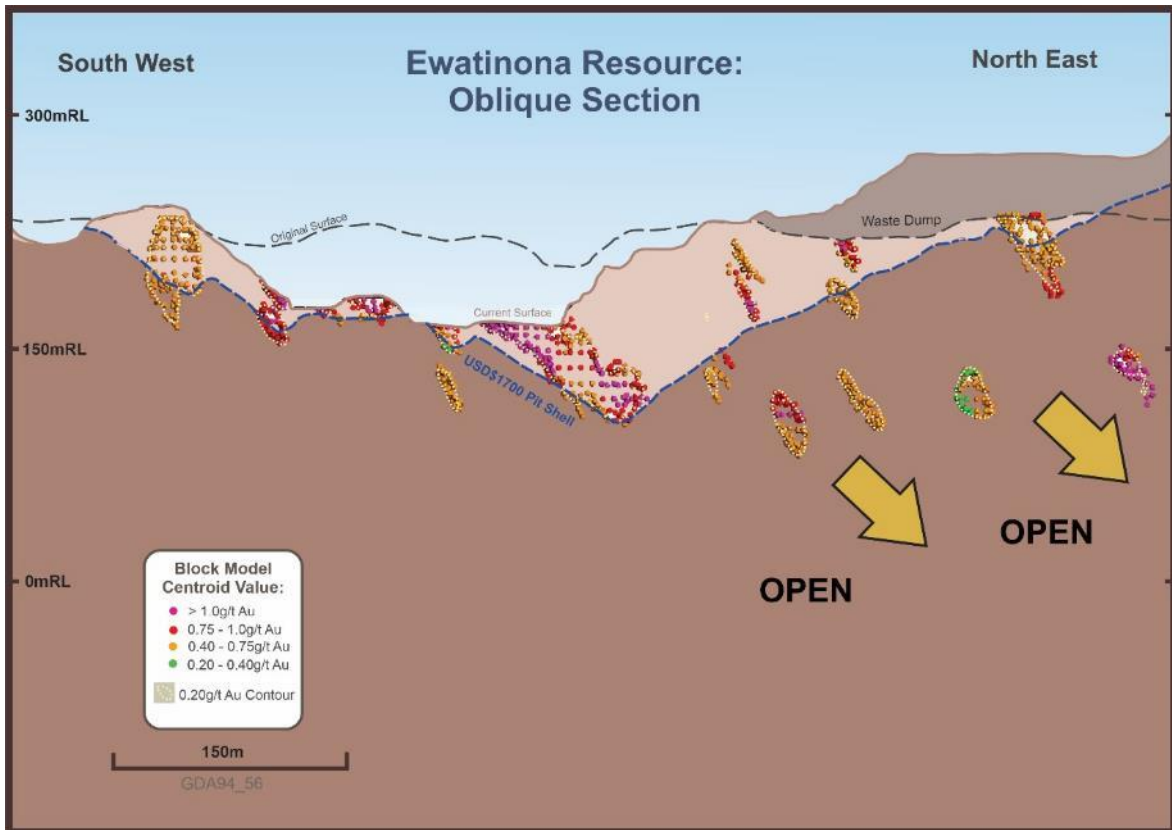 South West
Ewatinona Resource:
Oblique Section
North East
300mRL
Original Surface
Waste Dump
Current Surface
150mRL
USD$1700 Pit Shell
OPEN
OPEN
0mRL
Block Model
Centroid Value:
> 1.0g/t Au
0.75 - 1.0g/t Au
0.40 - 0.75g/t Au
0.20 - 0.40g/t Au
0.20g/t Au Contour
150m
GDA94_56